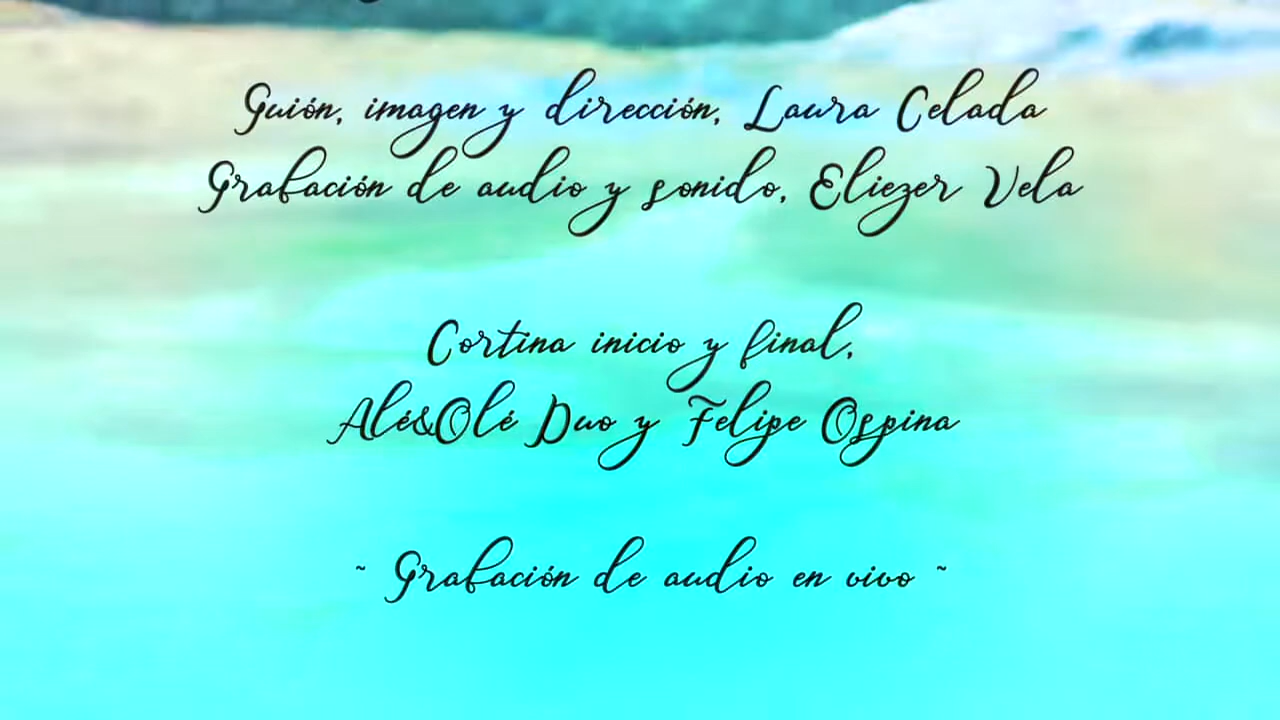 Guión, imagen y dirección, Laura Celada
Grabación de audio y sonido, Eliezer Vela
Cortina inicio y final,
Alé&Olé Duo y Felipe Ospina
~ Grabación de audio en vivo ~